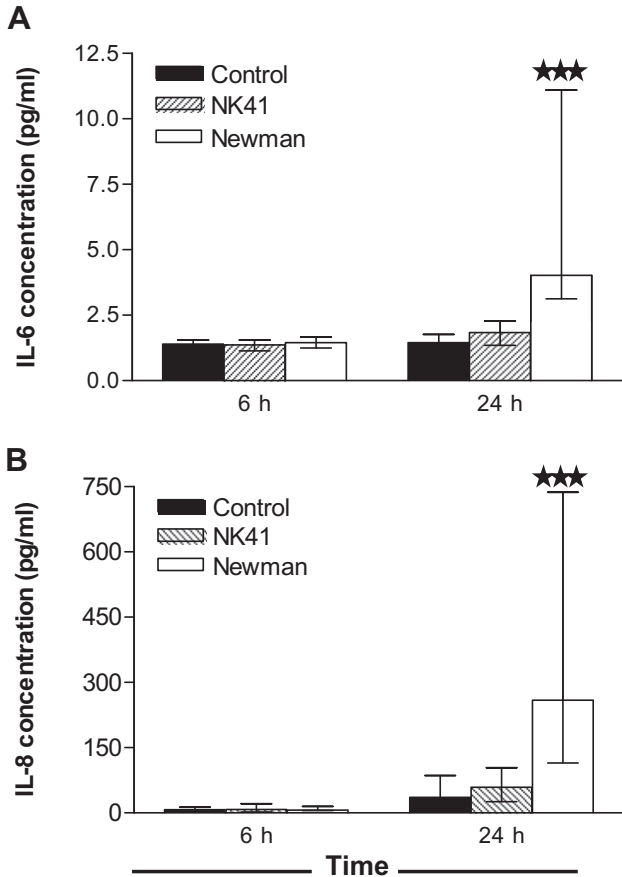 A
IL-6 concentration (pg/ml)
12.5
10.0
7.5
5.0
2.5
0.0
Control
NK41
Newman
★★★
6 h
24 h
B
IL-8 concentration (pg/ml)
750
600
450
300
150
0
Control
NK41
Newman
★★★
6 h
24 h
Time